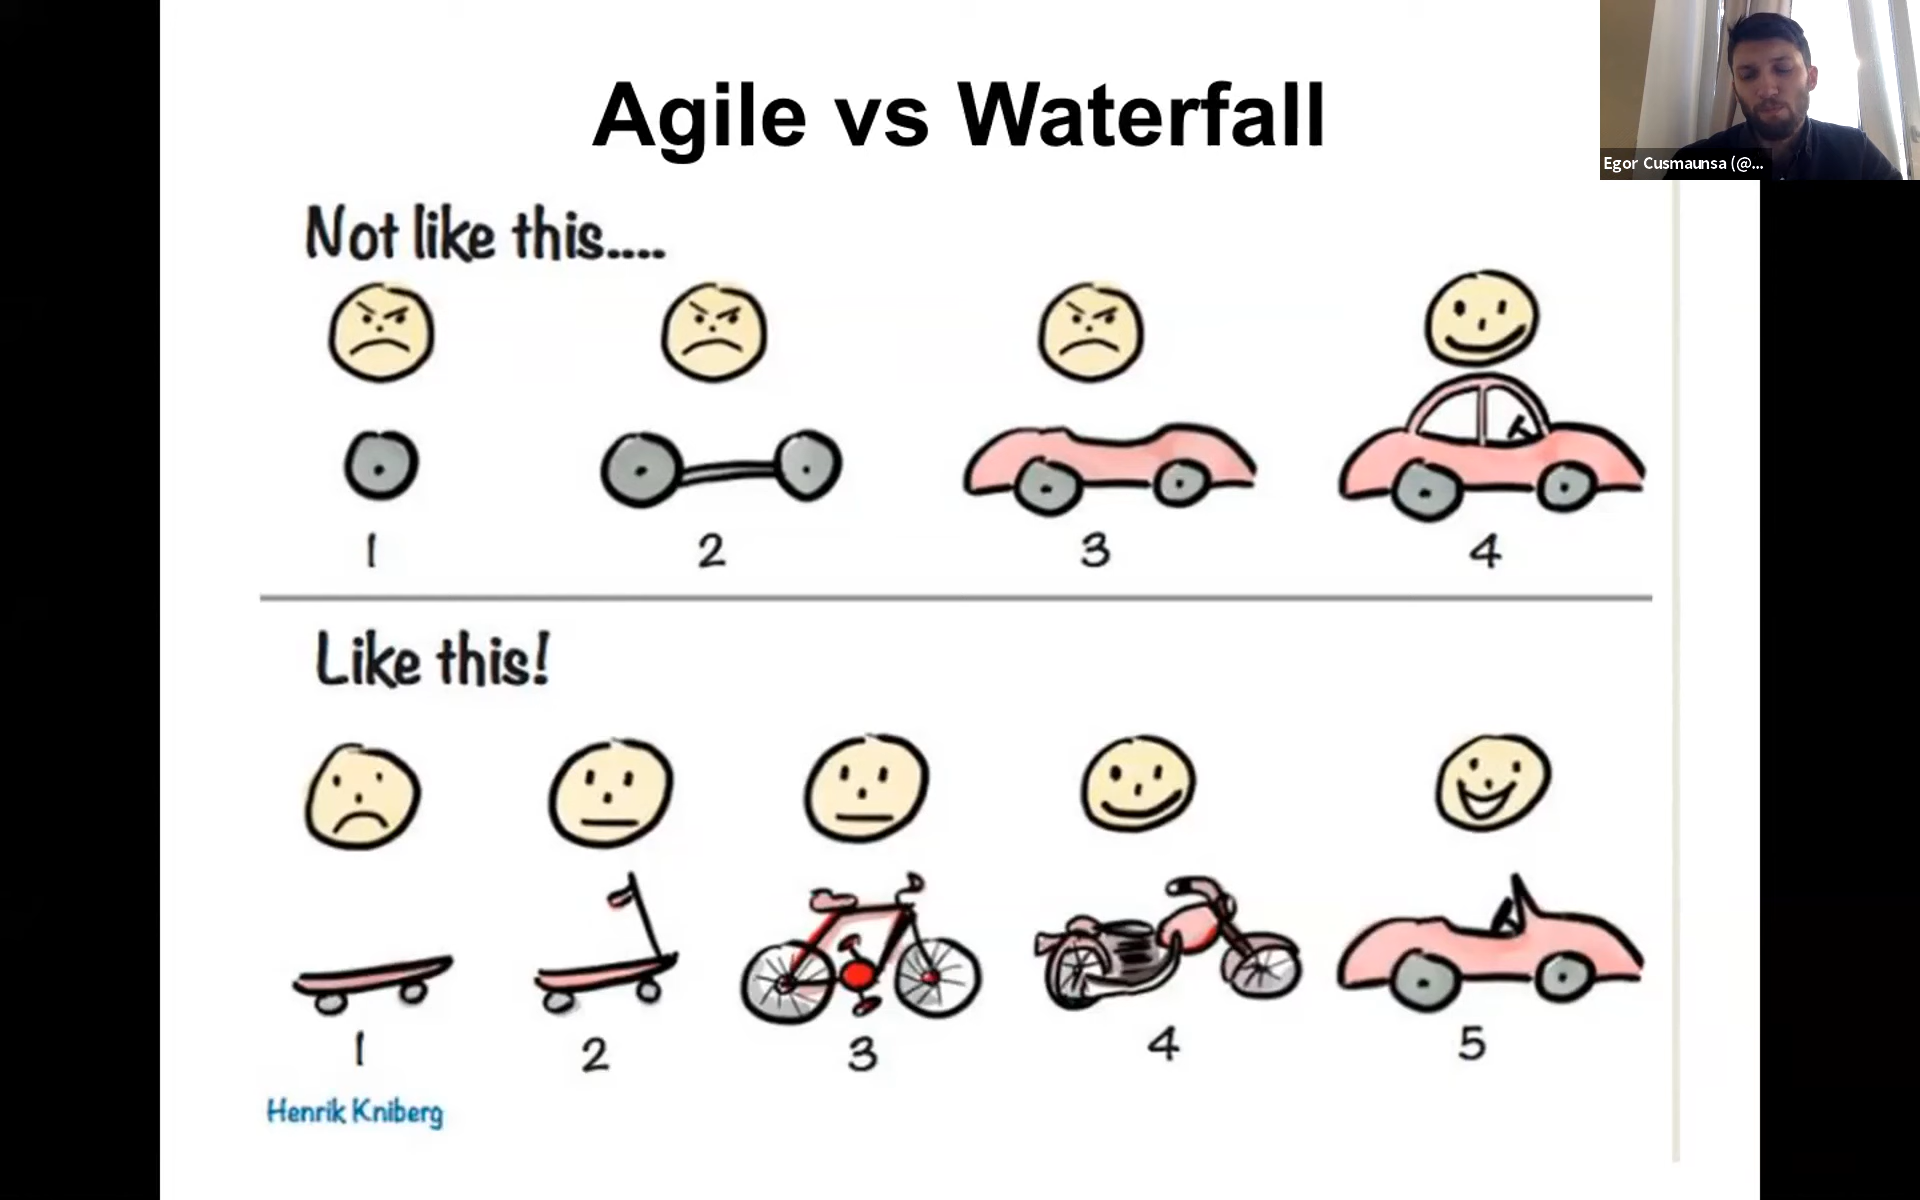 Agile vs Waterfall
Egor Cusmaunsa (@...
Not like this....
1 2 3 4
Like this!
1 2 3 4 5
Henrik Kniberg